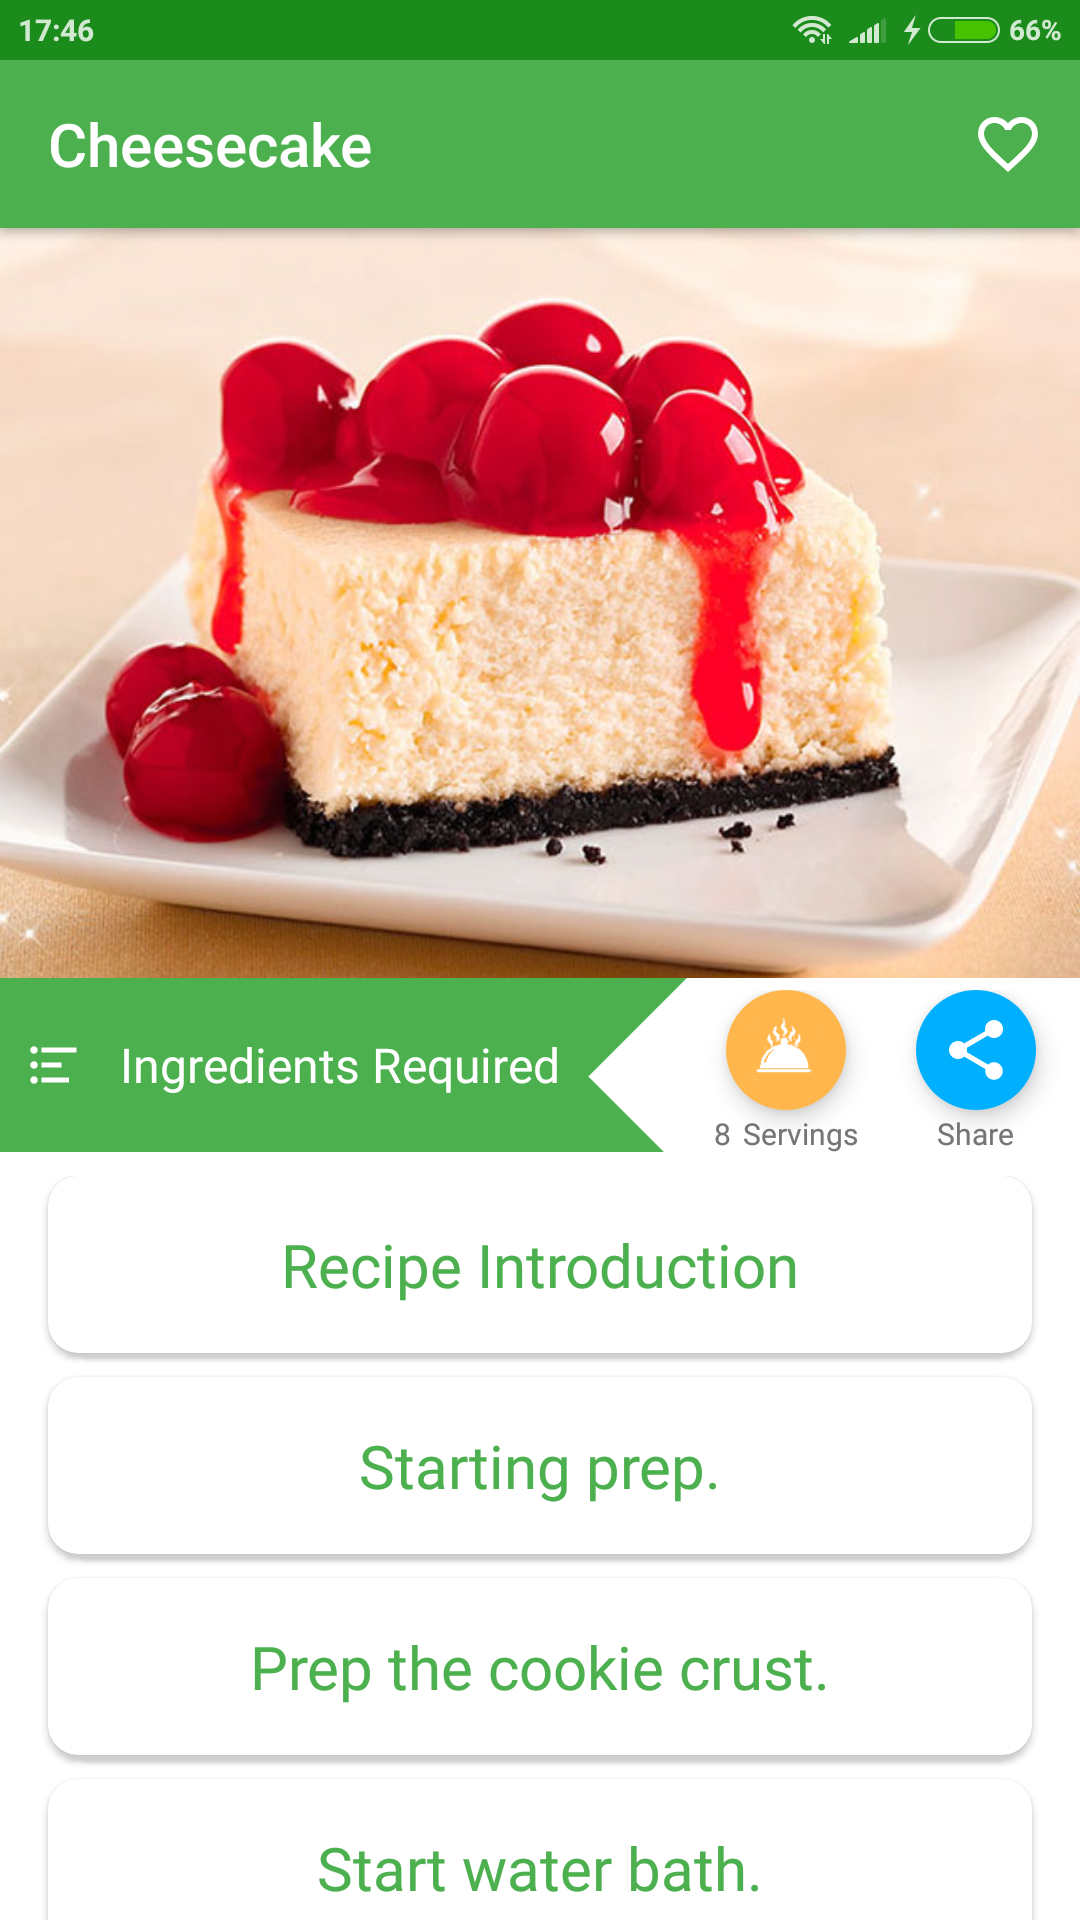 17:46
66%
Cheesecake
Ingredients Required
8 Servings
Share
Recipe Introduction
Starting prep.
Prep the cookie crust.
Start water bath.